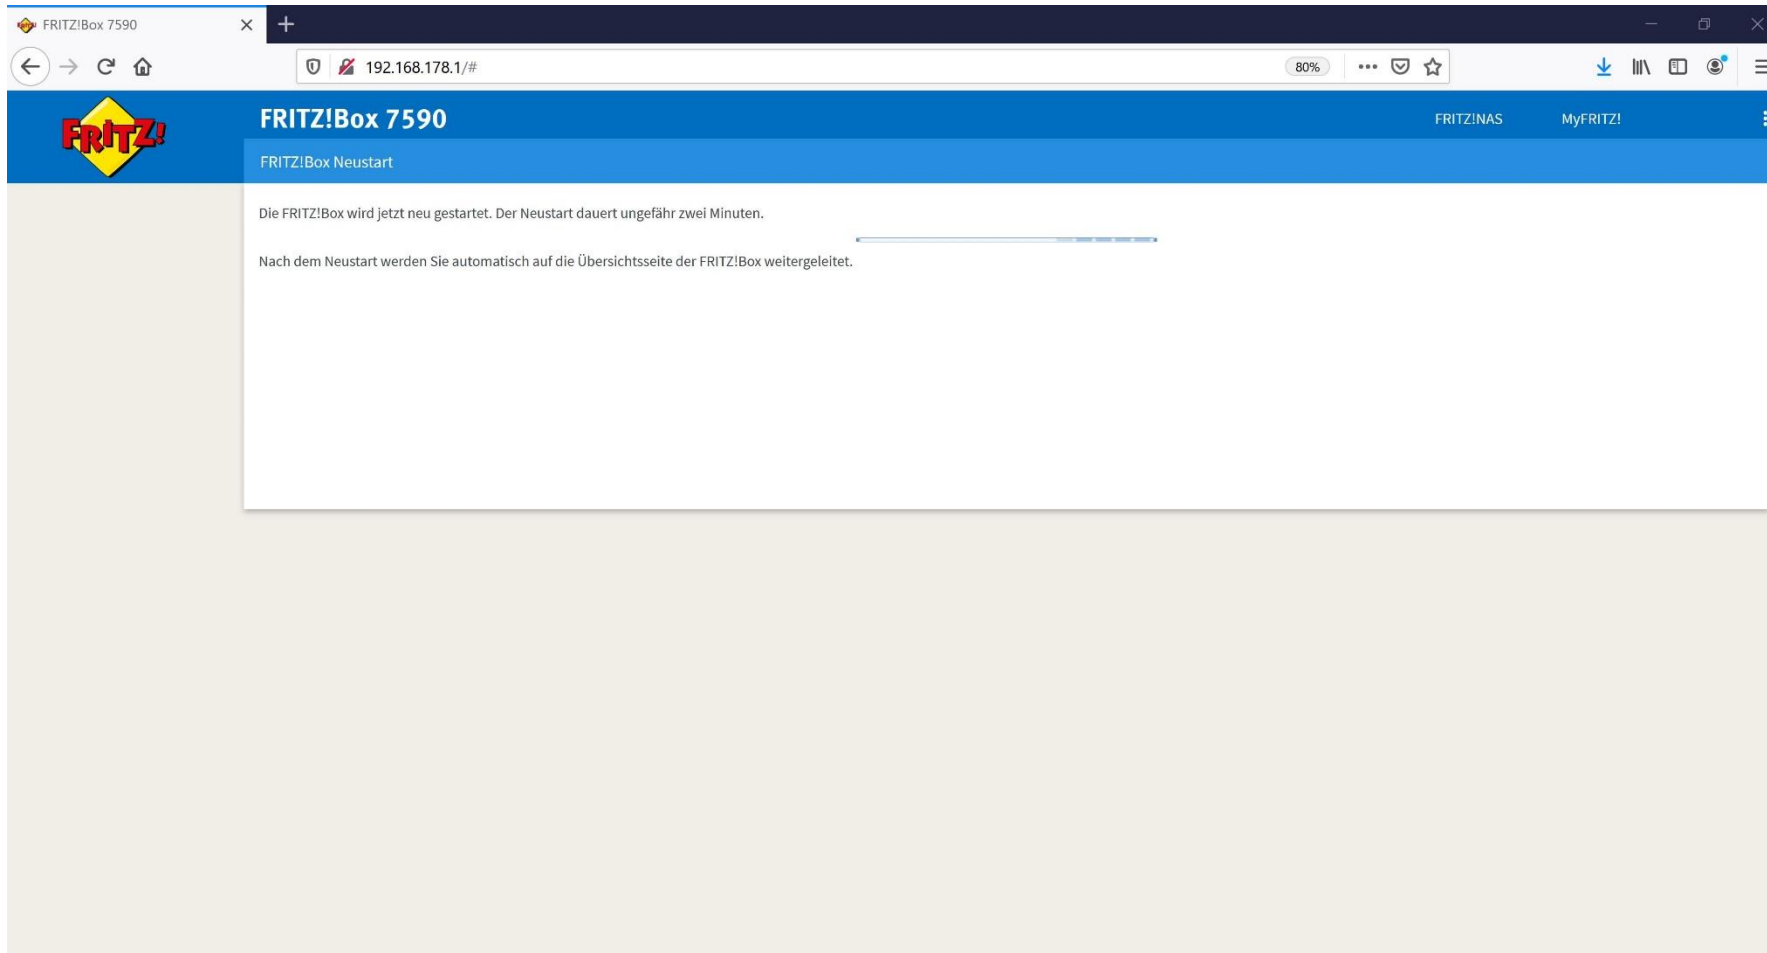 FRITZ!Box 7590
192.168.178.1/#
80%
FRITZ!
FRITZ!Box 7590
FRITZ!NAS
MyFRITZ!
FRITZ!Box Neustart
Die FRITZ!Box wird jetzt neu gestartet. Der Neustart dauert ungefähr zwei Minuten.
Nach dem Neustart werden Sie automatisch auf die Übersichtsseite der FRITZ!Box weitergeleitet.